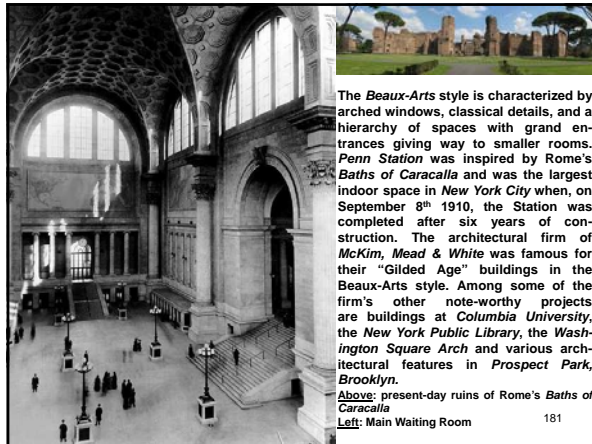 The Beaux-Arts style is characterized by
arched windows, classical details, and a
hierarchy of spaces with grand en-
trances giving way to smaller rooms.
Penn Station was inspired by Rome's
Baths of Caracalla and was the largest
indoor space in New York City when, on
September 8th 1910, the Station was
completed after six years of con-
struction. The architectural firm of
McKim, Mead & White was famous for
their “Gilded Age” buildings in the
Beaux-Arts style. Among some of the
firm's other note-worthy projects
are buildings at Columbia University,
the New York Public Library, the Wash-
ington Square Arch and various arch-
itectural features in Prospect Park,
Brooklyn.
Above: present-day ruins of Rome's Baths of
Caracalla
Left: Main Waiting Room
181